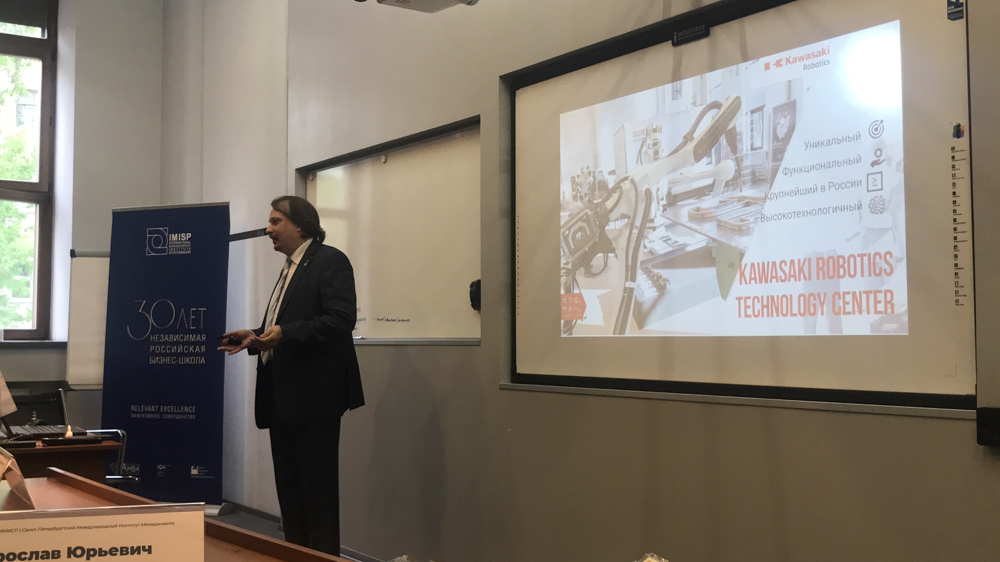 INTERWRITE
Kawasaki
Robotics
Уникальный
Функциональный
Крупнейший в России
Высокотехнологичный
KAWASAKI ROBOTICS
TECHNOLOGY CENTER
カワる、
サキへ。
IMISP
INTERNATIONAL
MANAGEMENT
INSTITUTE
ST.PETERSBURG
30 ЛЕТ
НЕЗАВИСИМАЯ
РОССИЙСКАЯ
БИЗНЕС-ШКОЛА
RELEVANT EXCELLENCE
ЭФФЕКТИВНОЕ СОВЕРШЕНСТВО
AMBA
IQA
ИМИСП | Санкт-Петербургский Международный Институт Менеджмента
рослав Юрьевич